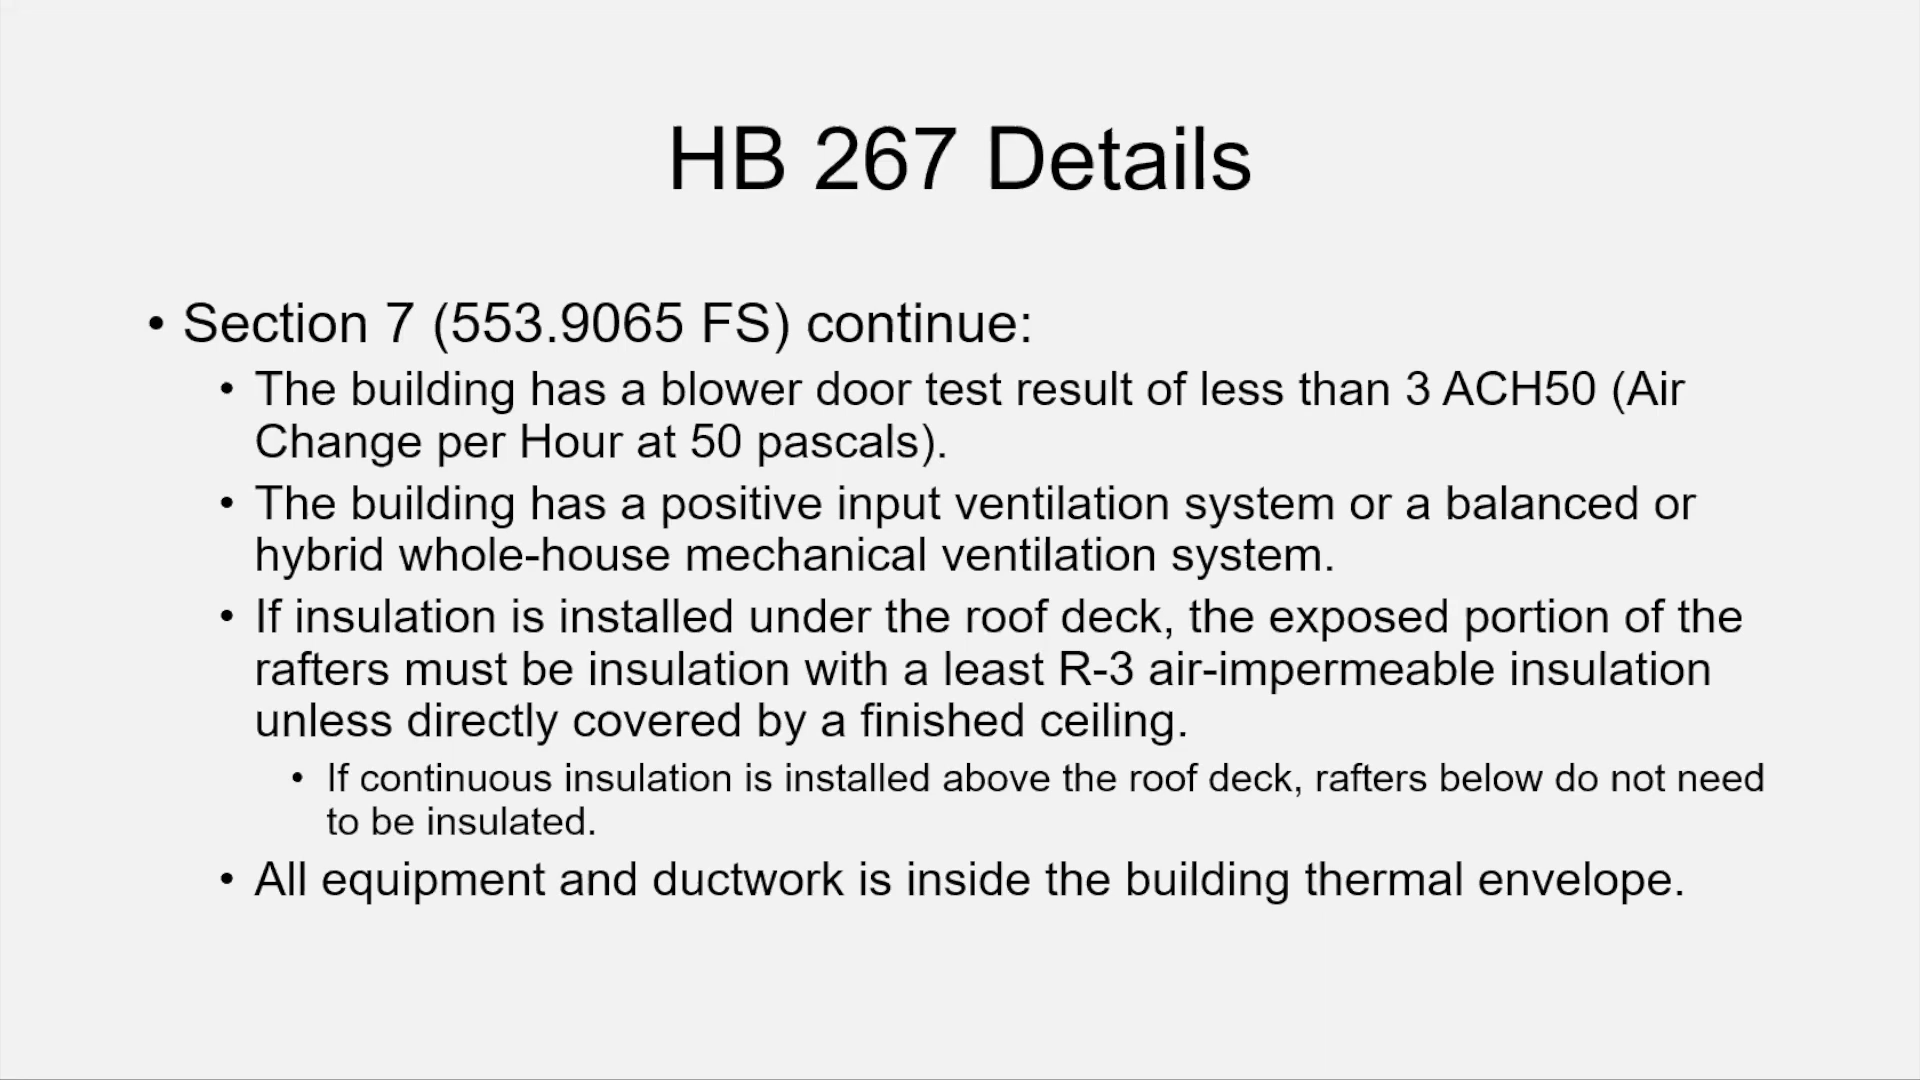 HB 267 Details
• Section 7 (553.9065 FS) continue:
• The building has a blower door test result of less than 3 ACH50 (Air
Change per Hour at 50 pascals).
• The building has a positive input ventilation system or a balanced or
hybrid whole-house mechanical ventilation system.
• If insulation is installed under the roof deck, the exposed portion of the
rafters must be insulation with a least R-3 air-impermeable insulation
unless directly covered by a finished ceiling.
• If continuous insulation is installed above the roof deck, rafters below do not need
to be insulated.
• All equipment and ductwork is inside the building thermal envelope.